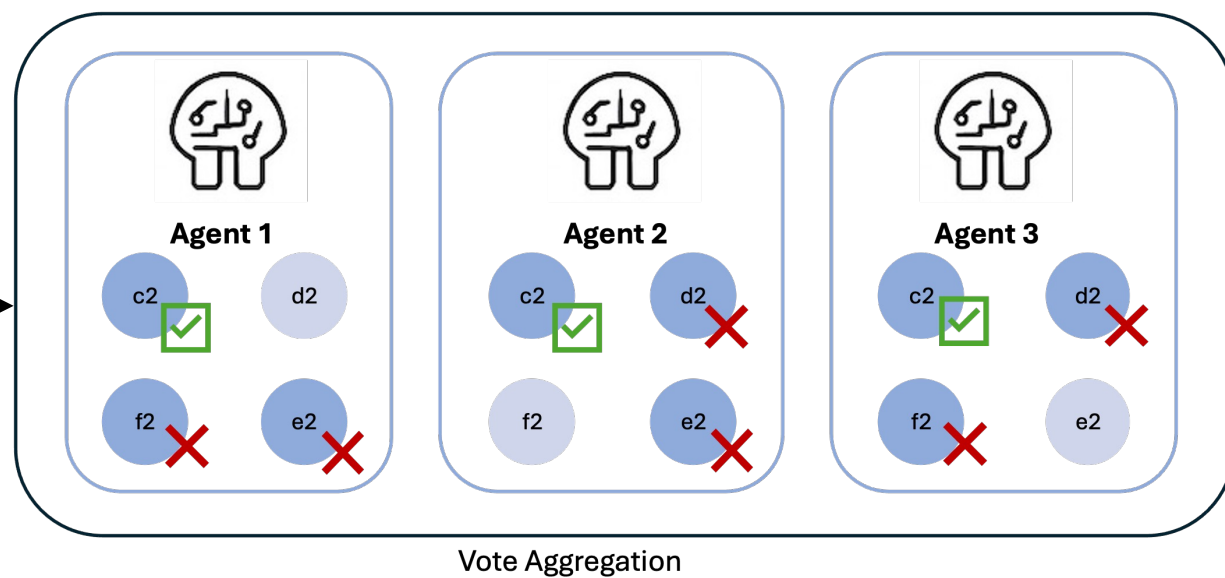 Agent 1
c2
d2
f2
e2
Agent 2
c2
d2
f2
e2
Agent 3
c2
d2
f2
e2
Vote Aggregation